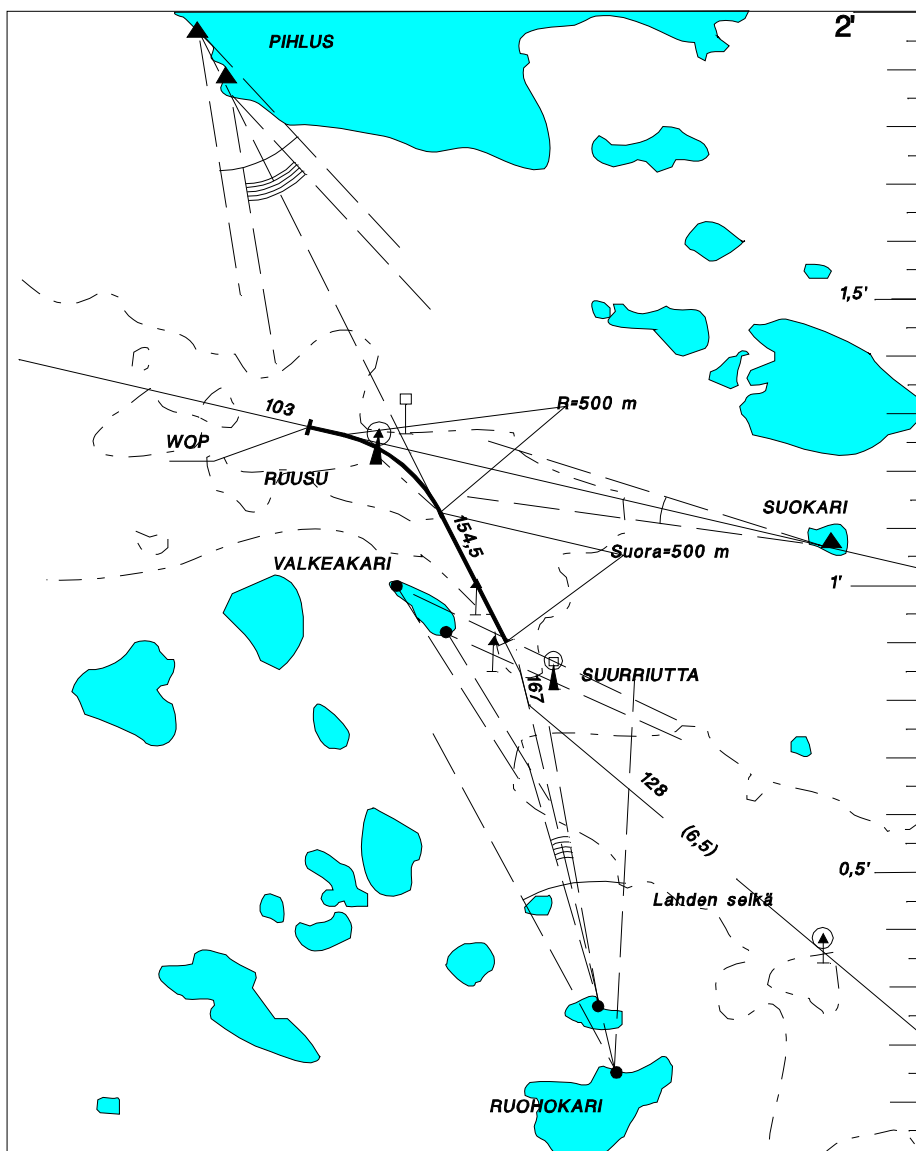 2'
PIHLUS
1,5'
103
R=500 m
WOP
RUUSU
SUOKARI
154,5
Suora=500 m
VALKEAKARI
1'
SUURRIUTTA
167
128
(6,5)
0,5'
Lahden selkä
RUOHOKARI